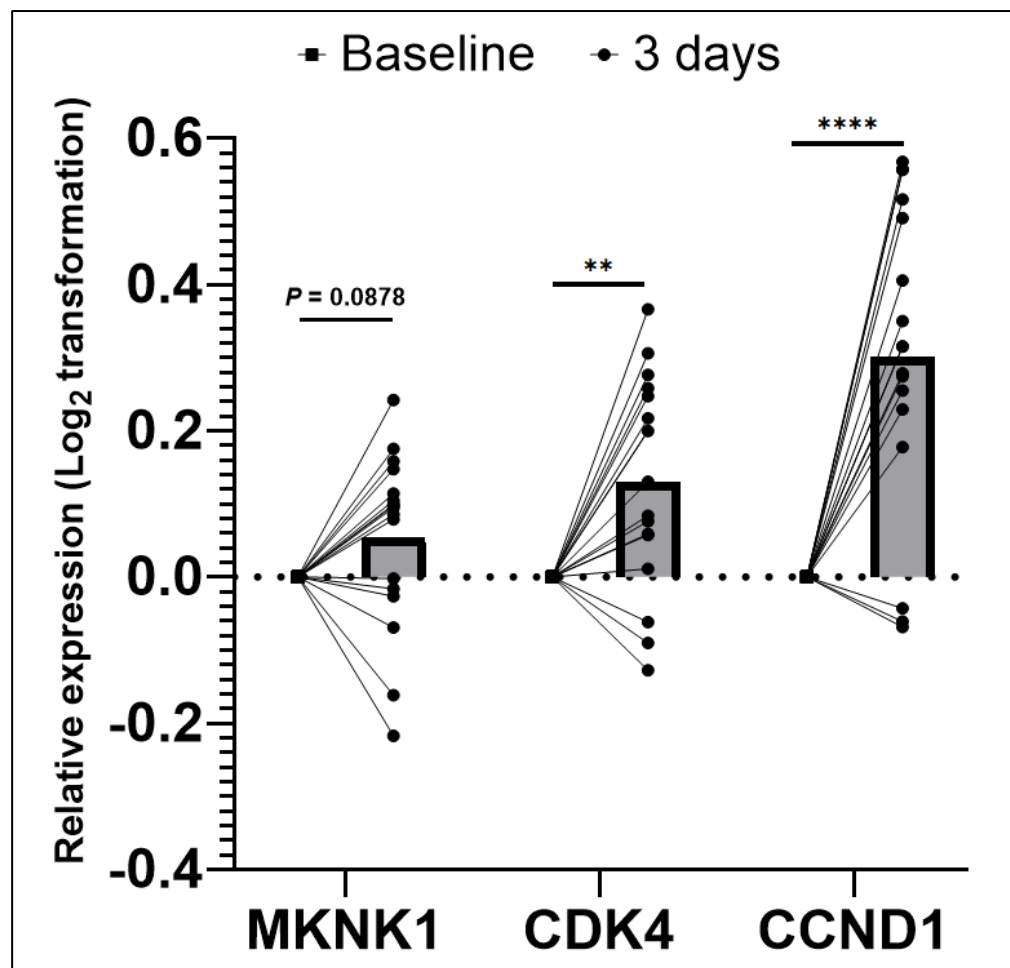 Baseline 3 days
Relative expression (Log₂ transformation)
0.6
0.4
0.2
0.0
-0.2
-0.4
P = 0.0878
**
****
MKNK1 CDK4 CCND1